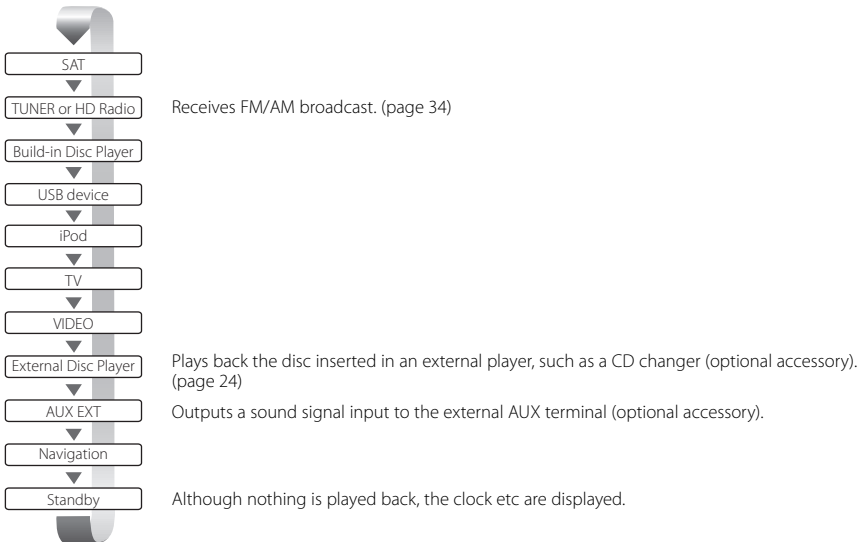 SAT
TUNER or HD Radio
Receives FM/AM broadcast. (page 34)
Build-in Disc Player
USB device
iPod
TV
VIDEO
External Disc Player
Plays back the disc inserted in an external player, such as a CD changer (optional accessory).
(page 24)
AUX EXT
Outputs a sound signal input to the external AUX terminal (optional accessory).
Navigation
Standby
Although nothing is played back, the clock etc are displayed.